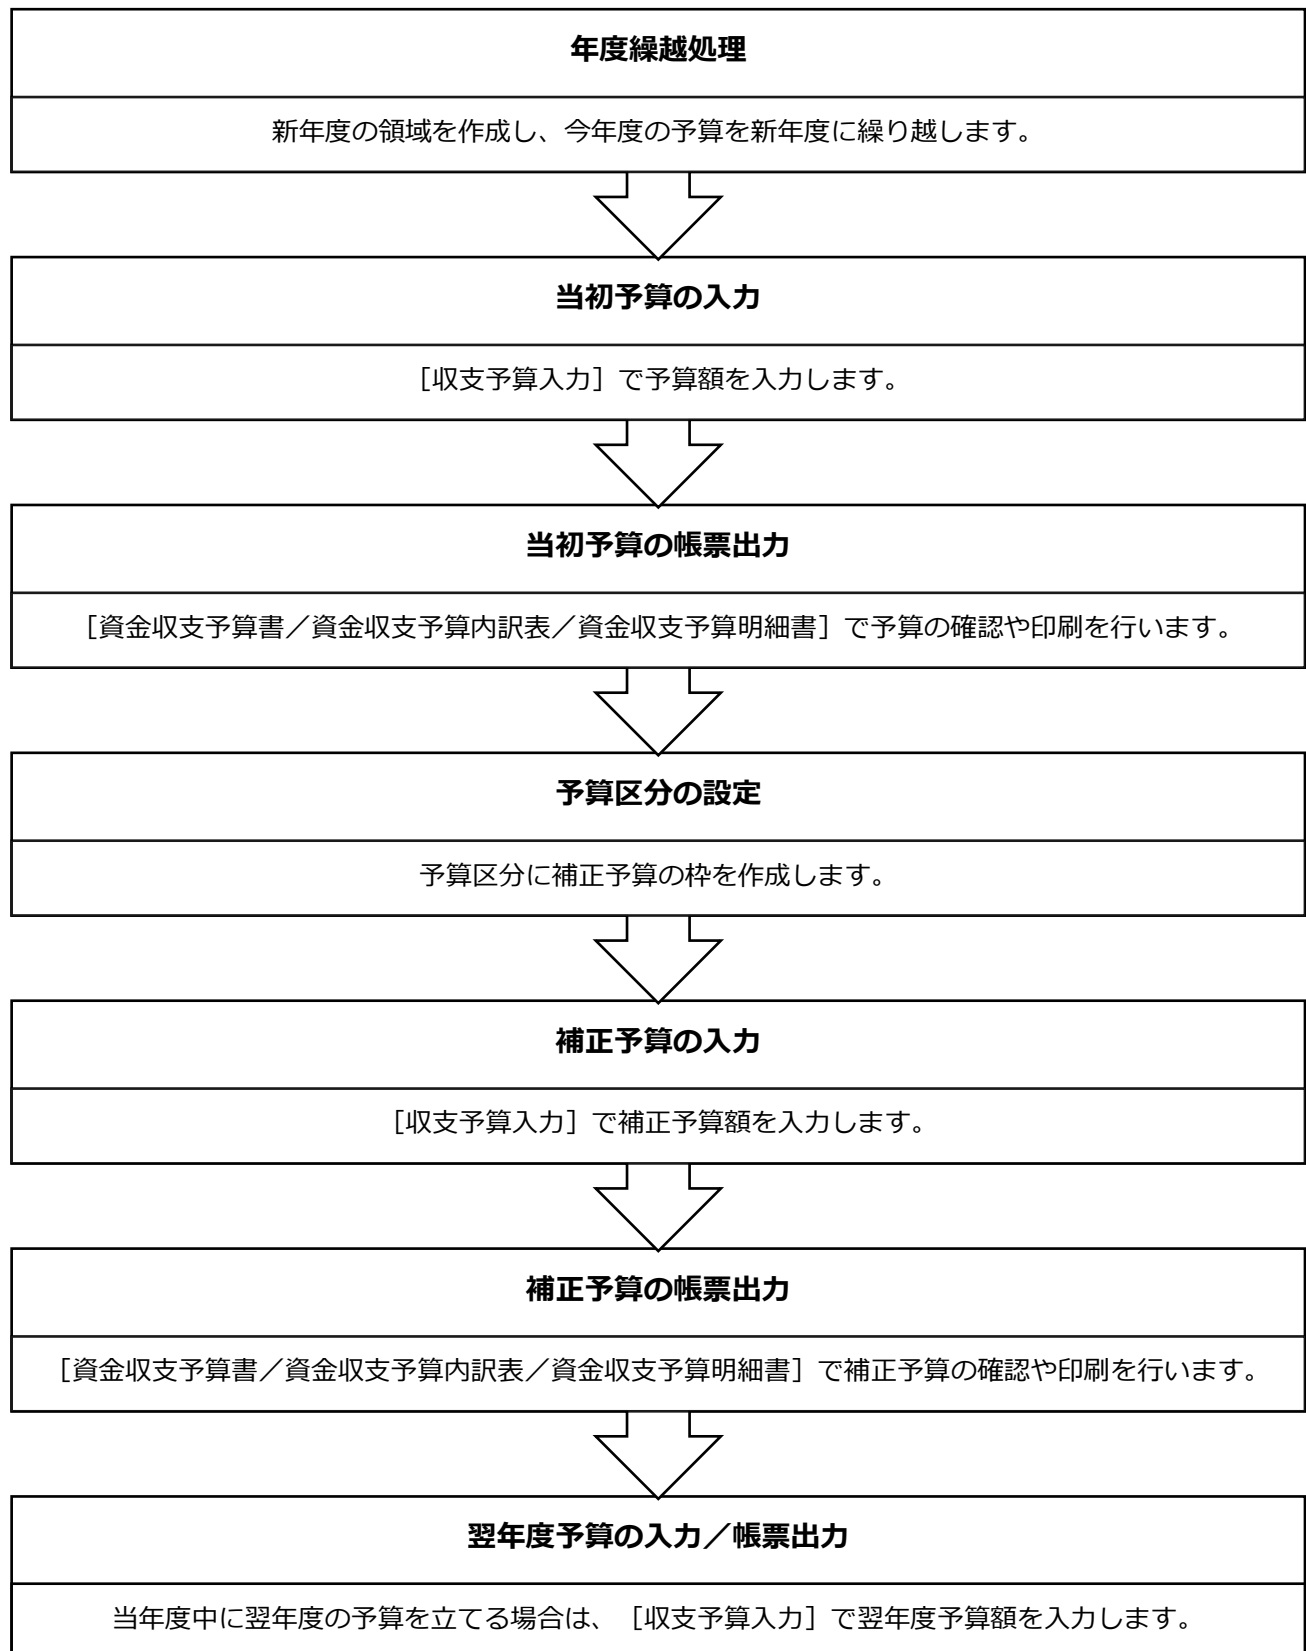 年度繰越処理
新年度の領域を作成し、今年度の予算を新年度に繰り越します。
当初予算の入力
［収支予算入力］で予算額を入力します。
当初予算の帳票出力
［資金収支予算書／資金収支予算内訳表／資金収支予算明細書］で予算の確認や印刷を行います。
予算区分の設定
予算区分に補正予算の枠を作成します。
補正予算の入力
［収支予算入力］で補正予算額を入力します。
補正予算の帳票出力
［資金収支予算書／資金収支予算内訳表／資金収支予算明細書］で補正予算の確認や印刷を行います。
翌年度予算の入力／帳票出力
当年度中に翌年度の予算を立てる場合は、［収支予算入力］で翌年度予算額を入力します。